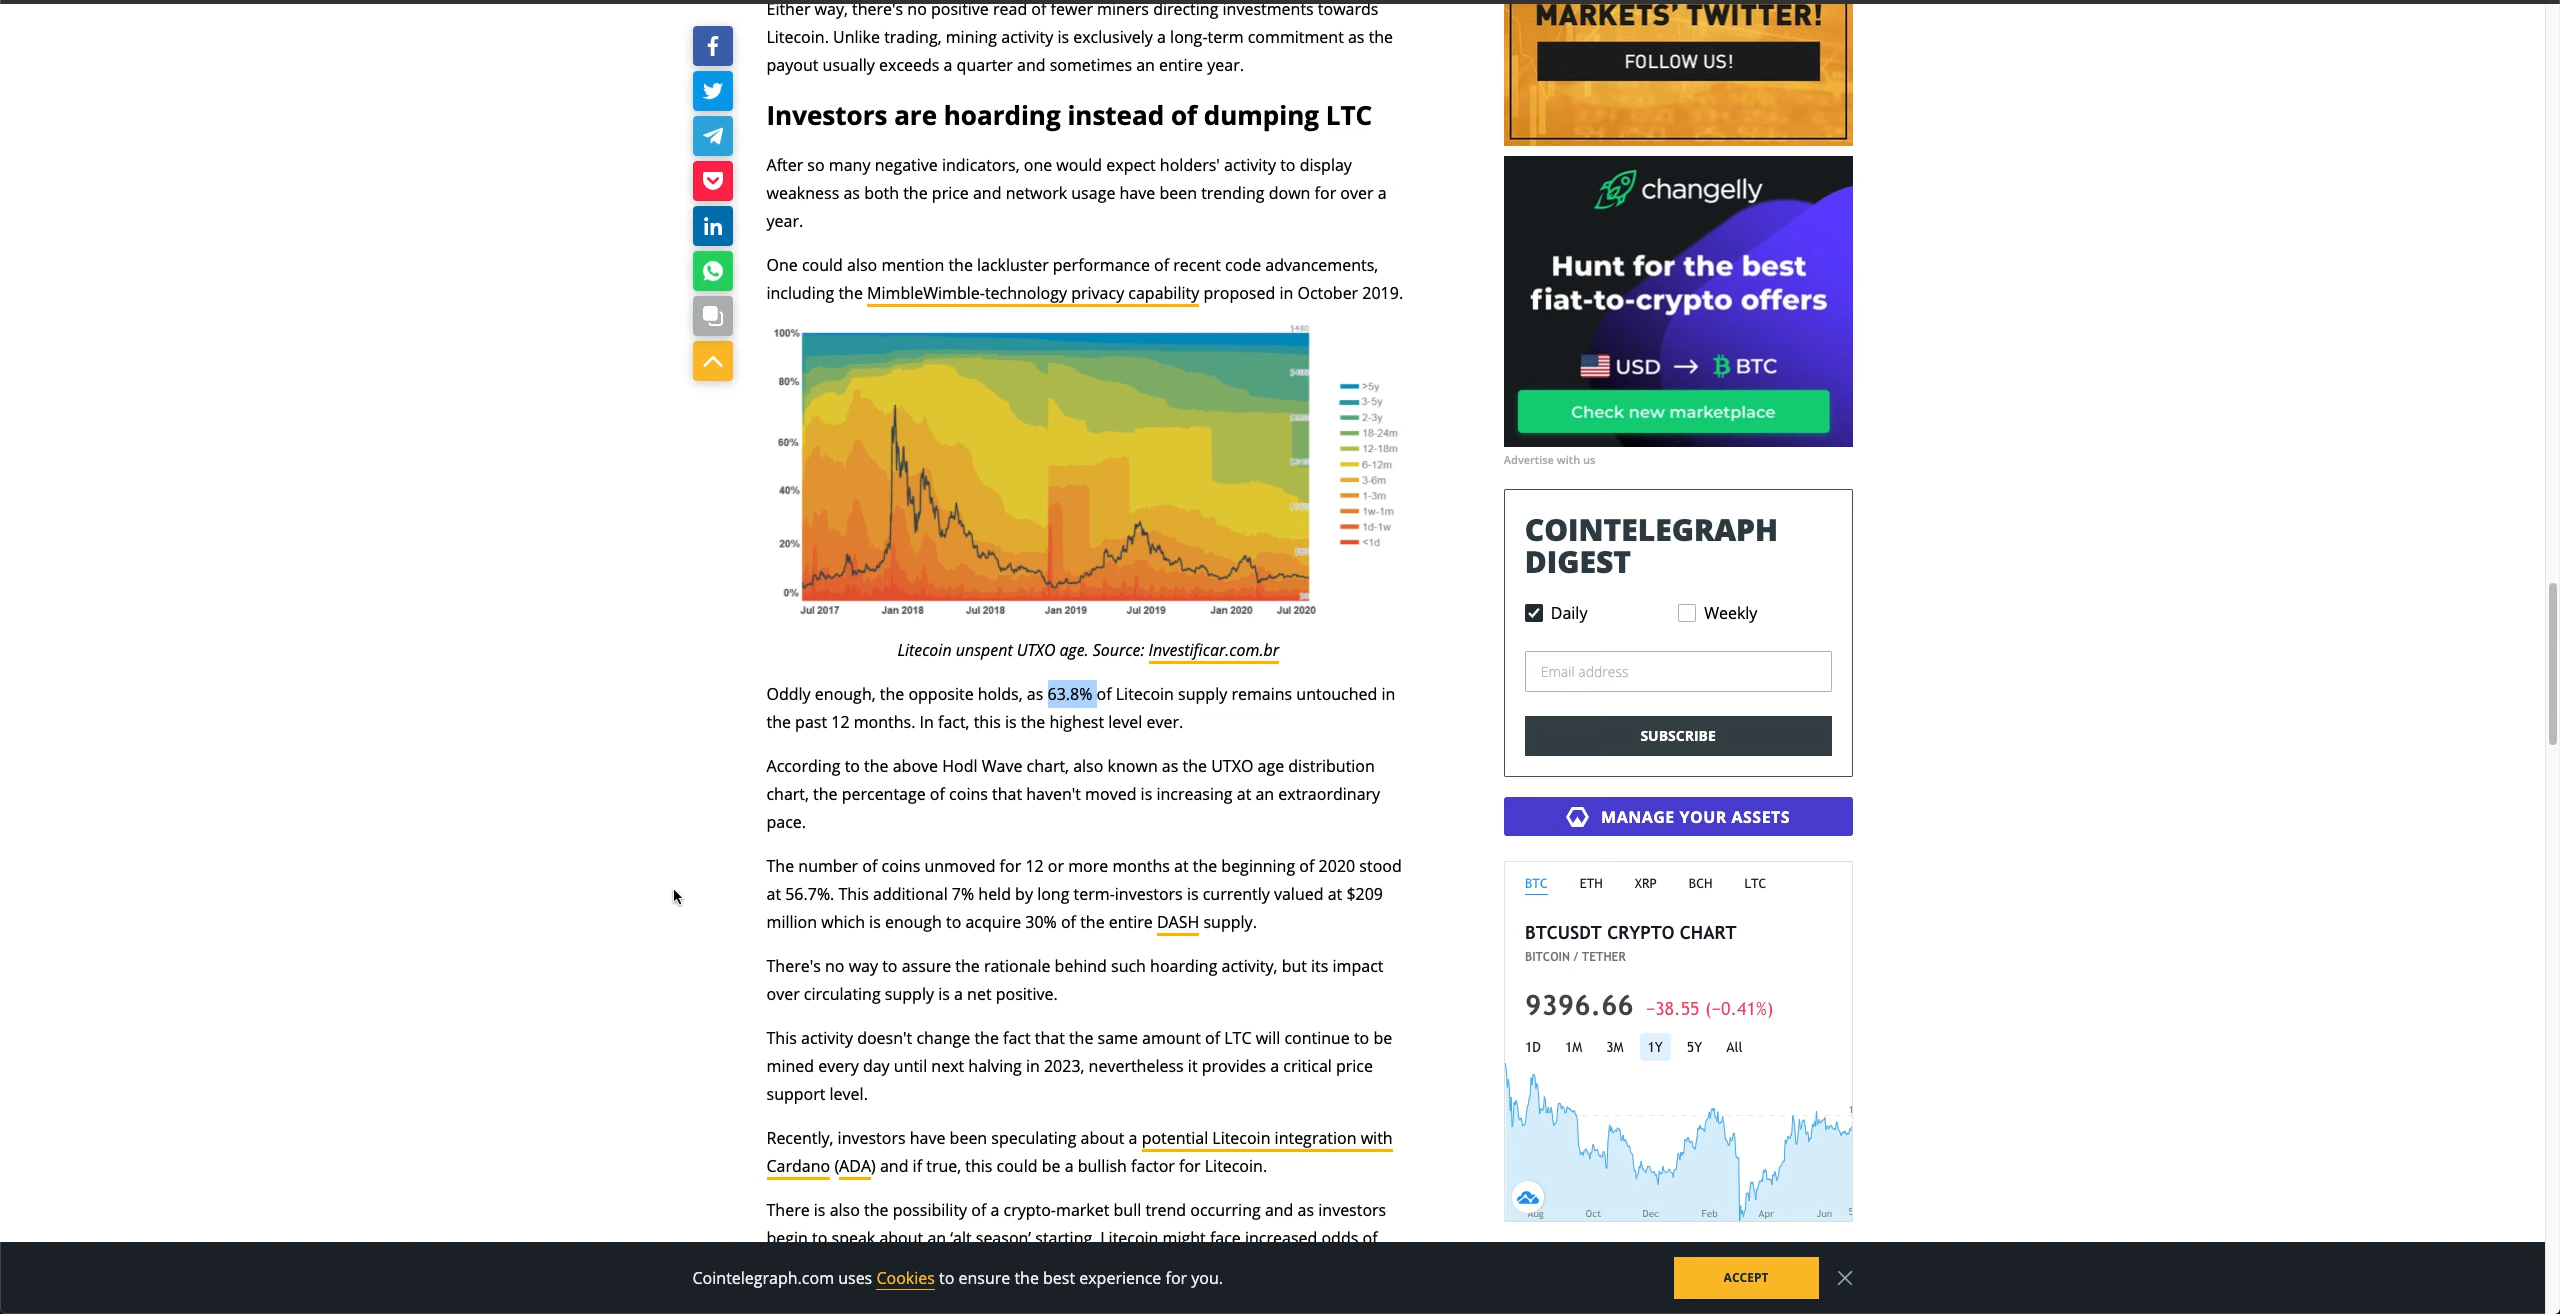 Either way, there's no positive read of fewer miners directing investments towards
Litecoin. Unlike trading, mining activity is exclusively a long-term commitment as the
payout usually exceeds a quarter and sometimes an entire year.
Investors are hoarding instead of dumping LTC
After so many negative indicators, one would expect holders' activity to display
weakness as both the price and network usage have been trending down for over a
year.
One could also mention the lackluster performance of recent code advancements,
including the MimbleWimble-technology privacy capability proposed in October 2019.
100%
80%
60%
40%
20%
0%
$480
Jul 2017 Jan 2018 Jul 2018 Jan 2019 Jul 2019 Jan 2020 Jul 2020
>5y
3-5y
2-3y
18-24m
12-18m
6-12m
3-6m
1-3m
1w-1m
1d-1w
<1d
Litecoin unspent UTXO age. Source: Investificar.com.br
Oddly enough, the opposite holds, as 63.8% of Litecoin supply remains untouched in
the past 12 months. In fact, this is the highest level ever.
According to the above Hodl Wave chart, also known as the UTXO age distribution
chart, the percentage of coins that haven't moved is increasing at an extraordinary
pace.
The number of coins unmoved for 12 or more months at the beginning of 2020 stood
at 56.7%. This additional 7% held by long term-investors is currently valued at $209
million which is enough to acquire 30% of the entire DASH supply.
There's no way to assure the rationale behind such hoarding activity, but its impact
over circulating supply is a net positive.
This activity doesn't change the fact that the same amount of LTC will continue to be
mined every day until next halving in 2023, nevertheless it provides a critical price
support level.
Recently, investors have been speculating about a potential Litecoin integration with
Cardano (ADA) and if true, this could be a bullish factor for Litecoin.
There is also the possibility of a crypto-market bull trend occurring and as investors
begin to speak about an 'alt season' starting, Litecoin might face increased odds of
MARKETS' TWITTER!
FOLLOW US!
changelly
Hunt for the best
fiat-to-crypto offers
USD → BTC
Check new marketplace
Advertise with us
COINTELEGRAPH
DIGEST
Daily Weekly
Email address
SUBSCRIBE
MANAGE YOUR ASSETS
BTC ETH XRP BCH LTC
BTCUSDT CRYPTO CHART
BITCOIN / TETHER
9396.66 −38.55 (−0.41%)
1D 1M 3M 1Y 5Y All
Aug Oct Dec Feb Apr Jun
Cointelegraph.com uses Cookies to ensure the best experience for you.
ACCEPT